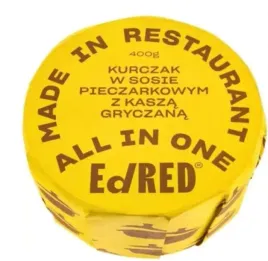 MADE IN RESTAURANT
400g
KURCZAK
W SOSIE
PIECZARKOWYM
Z KASZĄ
GRYCZANĄ
ALL IN ONE
EdRED®